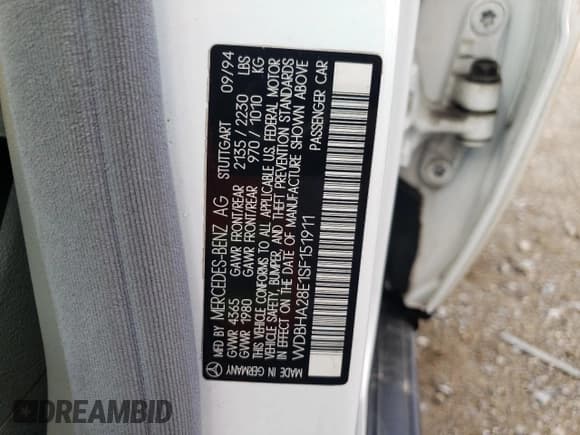 MFD BY MERCEDES-BENZ AG STUTTGART 09/94
GVWR 4365 GAWR FRONT/REAR 2135/2230 LBS
GVWR 1980 GAWR FRONT/REAR 970/1010 KG
THIS VEHICLE CONFORMS TO ALL APPLICABLE U.S. FEDERAL MOTOR
VEHICLE SAFETY, BUMPER, AND THEFT PREVENTION STANDARDS
IN EFFECT ON THE DATE OF MANUFACTURE SHOWN ABOVE
WDBHA28E1SF151911 PASSENGER CAR
MADE IN GERMANY
DREAMBID